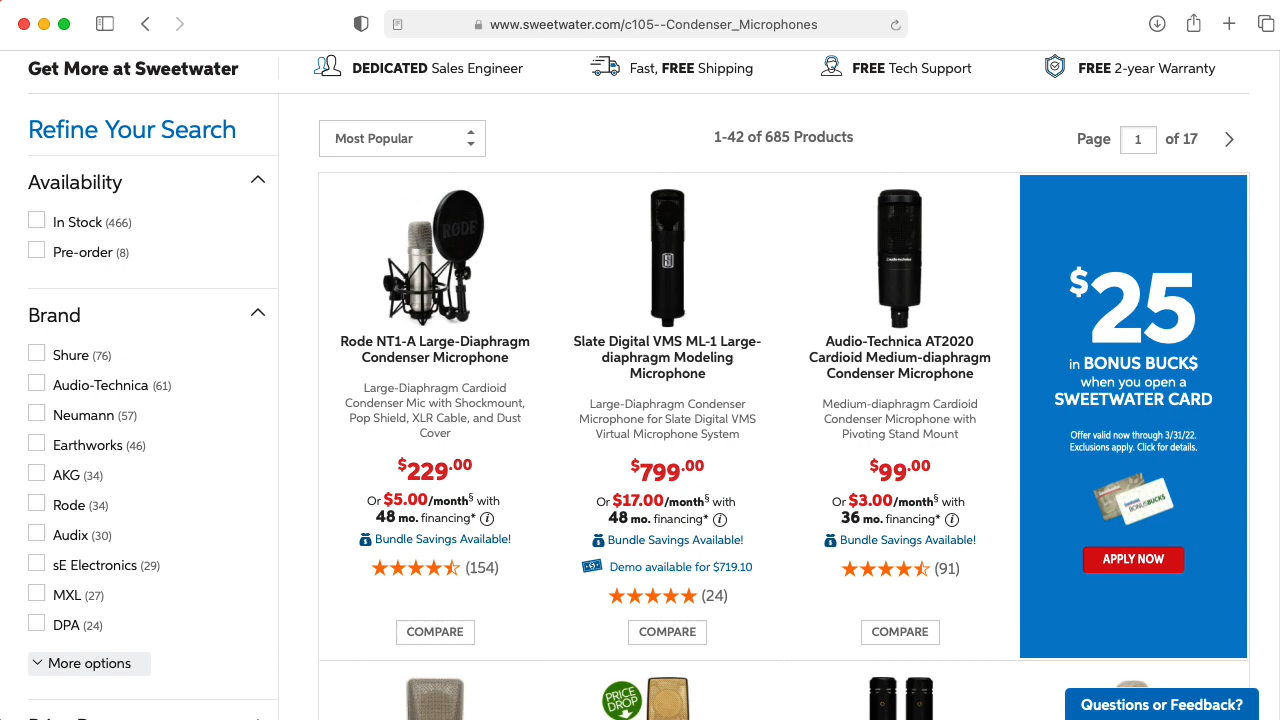 www.sweetwater.com/c105--Condenser_Microphones
Get More at Sweetwater
DEDICATED Sales Engineer
Fast, FREE Shipping
FREE Tech Support
FREE 2-year Warranty
Refine Your Search
Most Popular
1-42 of 685 Products
Page 1 of 17
Availability
In Stock (466)
Pre-order (8)
Brand
Shure (76)
Audio-Technica (61)
Neumann (57)
Earthworks (46)
AKG (34)
Rode (34)
Audix (30)
sE Electronics (29)
MXL (27)
DPA (24)
More options
RODE
Rode NT1-A Large-Diaphragm
Condenser Microphone
Large-Diaphragm Cardioid
Condenser Mic with Shockmount,
Pop Shield, XLR Cable, and Dust
Cover
$229.00
Or $5.00/month§ with
48 mo. financing*
Bundle Savings Available!
(154)
COMPARE
Slate Digital VMS ML-1 Large-
diaphragm Modeling
Microphone
Large-Diaphragm Condenser
Microphone for Slate Digital VMS
Virtual Microphone System
$799.00
Or $17.00/month§ with
48 mo. financing*
Bundle Savings Available!
Demo available for $719.10
(24)
COMPARE
audio-technica
Audio-Technica AT2020
Cardioid Medium-diaphragm
Condenser Microphone
Medium-diaphragm Cardioid
Condenser Microphone with
Pivoting Stand Mount
$99.00
Or $3.00/month§ with
36 mo. financing*
Bundle Savings Available!
(91)
COMPARE
$25
in BONUS BUCK$
when you open a
SWEETWATER CARD
Offer valid now through 3/31/22.
Exclusions apply. Click for details.
BONUSBUCKS
APPLY NOW
PRICE
DROP
Questions or Feedback?